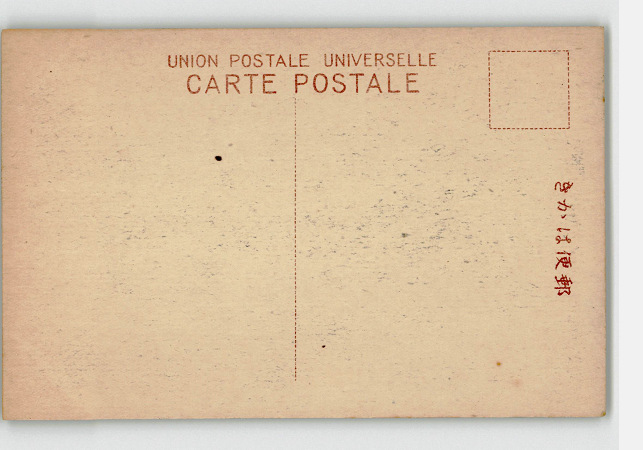 UNION POSTALE UNIVERSELLE
CARTE POSTALE
きかは便郵